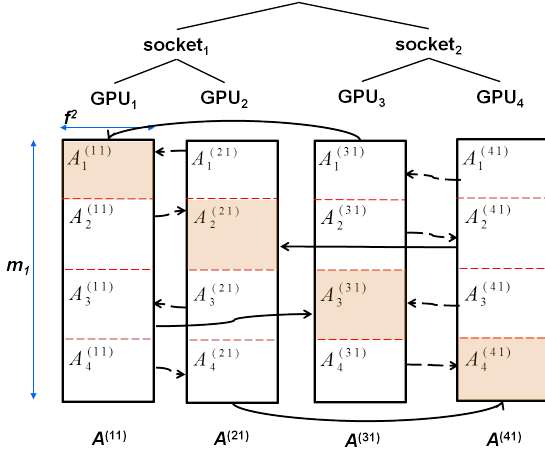 socket₁ socket₂
GPU₁ GPU₂ GPU₃ GPU₄
f²
A₁⁽¹¹⁾ A₁⁽²¹⁾ A₁⁽³¹⁾ A₁⁽⁴¹⁾
A₂⁽¹¹⁾ A₂⁽²¹⁾ A₂⁽³¹⁾ A₂⁽⁴¹⁾
m₁
A₃⁽¹¹⁾ A₃⁽²¹⁾ A₃⁽³¹⁾ A₃⁽⁴¹⁾
A₄⁽¹¹⁾ A₄⁽²¹⁾ A₄⁽³¹⁾ A₄⁽⁴¹⁾
A⁽¹¹⁾ A⁽²¹⁾ A⁽³¹⁾ A⁽⁴¹⁾